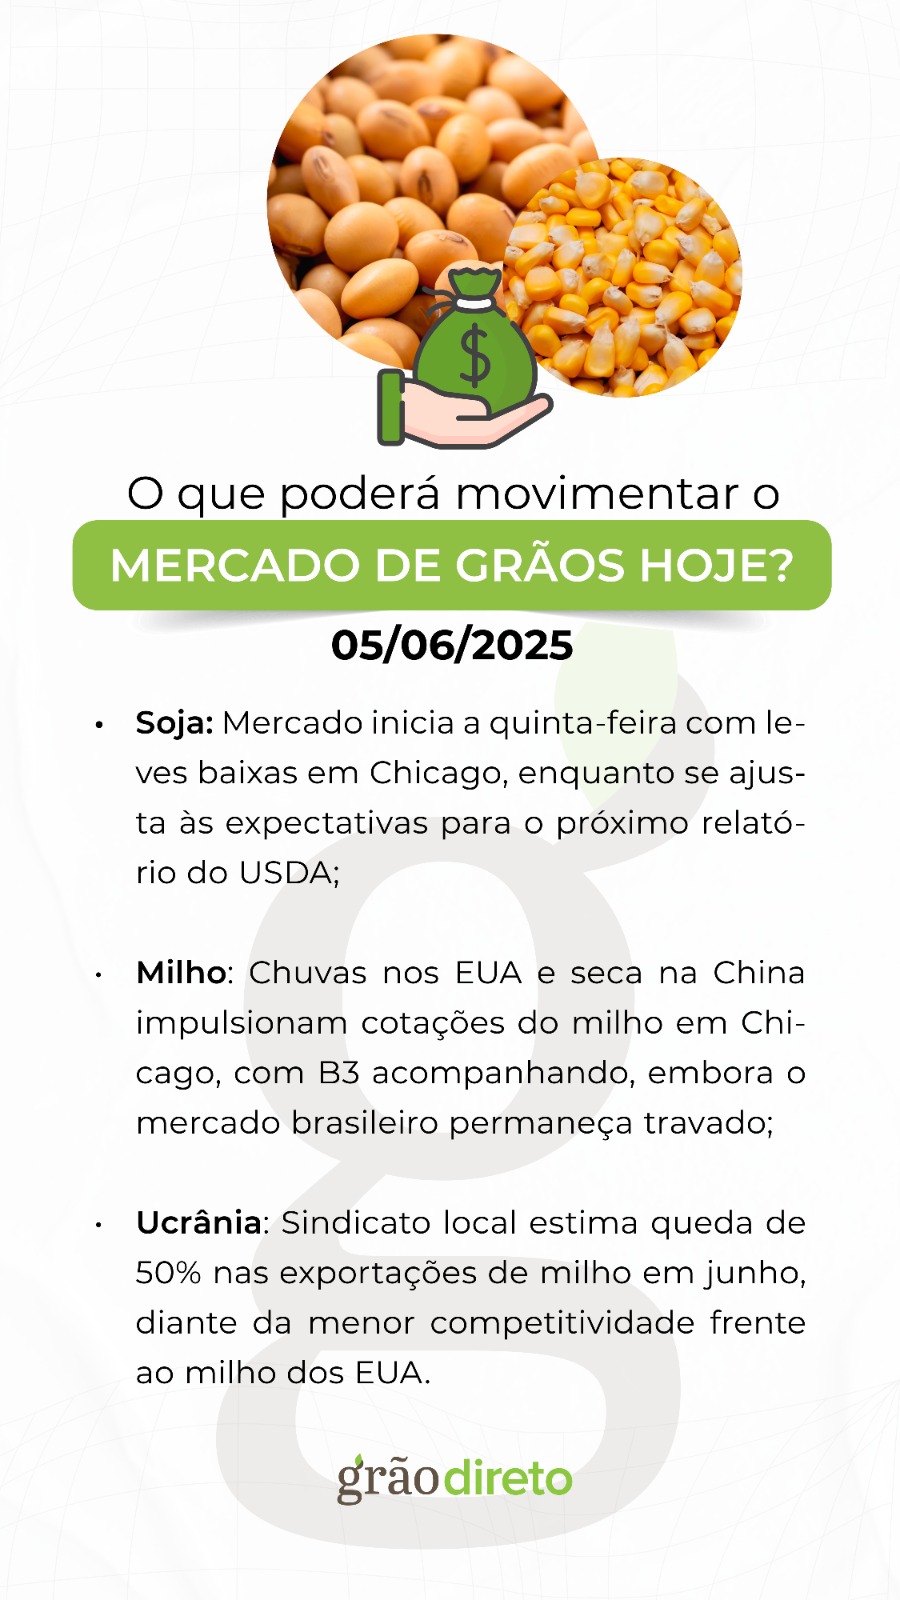 $
O que poderá movimentar o
MERCADO DE GRÃOS HOJE?
05/06/2025
• Soja: Mercado inicia a quinta-feira com le-
ves baixas em Chicago, enquanto se ajus-
ta às expectativas para o próximo relató-
rio do USDA;
• Milho: Chuvas nos EUA e seca na China
impulsionam cotações do milho em Chi-
cago, com B3 acompanhando, embora o
mercado brasileiro permaneça travado;
• Ucrânia: Sindicato local estima queda de
50% nas exportações de milho em junho,
diante da menor competitividade frente
ao milho dos EUA.
grão direto